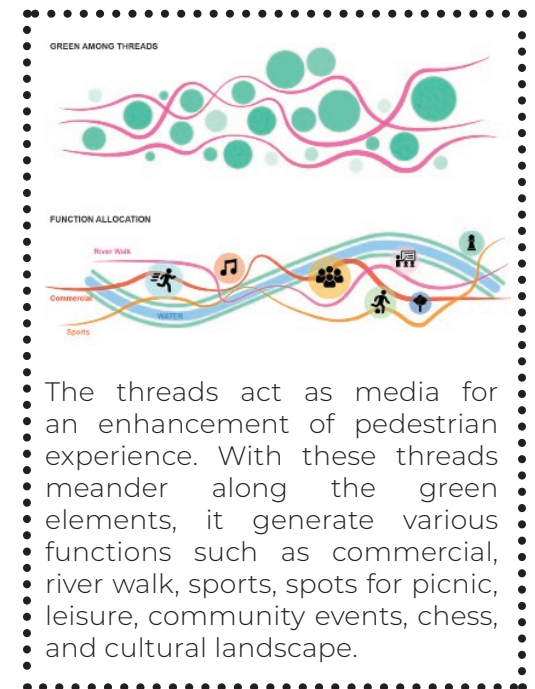 GREEN AMONG THREADS
FUNCTION ALLOCATION
River Walk
Commercial
WATER
Sports
The threads act as media for
an enhancement of pedestrian
experience. With these threads
meander along the green
elements, it generate various
functions such as commercial,
river walk, sports, spots for picnic,
leisure, community events, chess,
and cultural landscape.